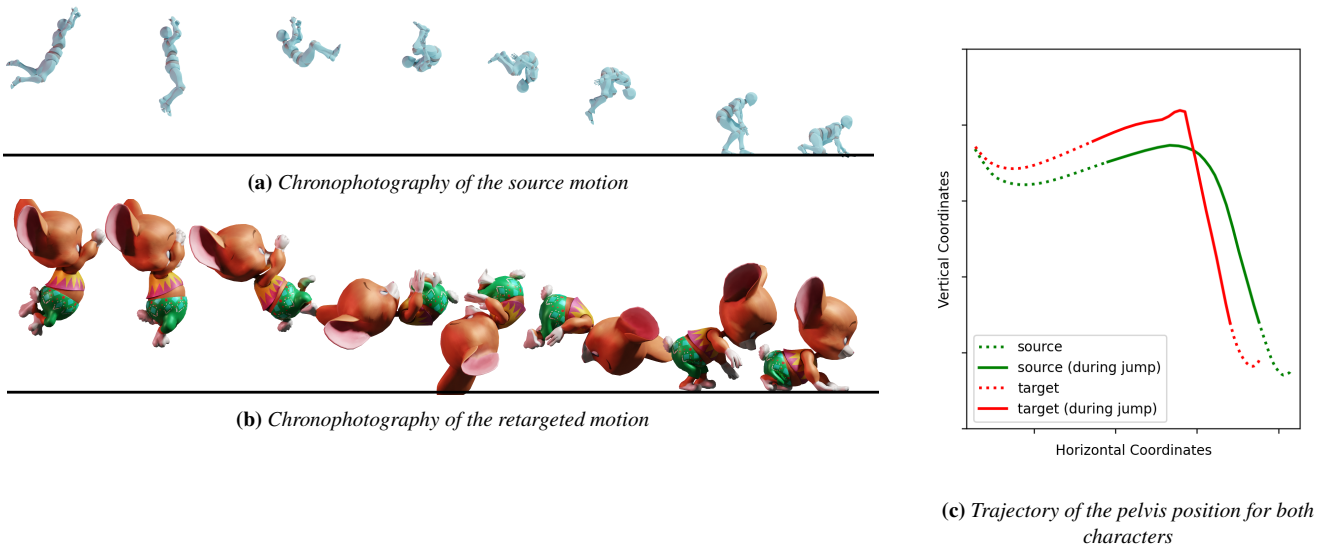 (a) Chronophotography of the source motion
(b) Chronophotography of the retargeted motion
Vertical Coordinates
source
source (during jump)
target
target (during jump)
Horizontal Coordinates
(c) Trajectory of the pelvis position for both
characters